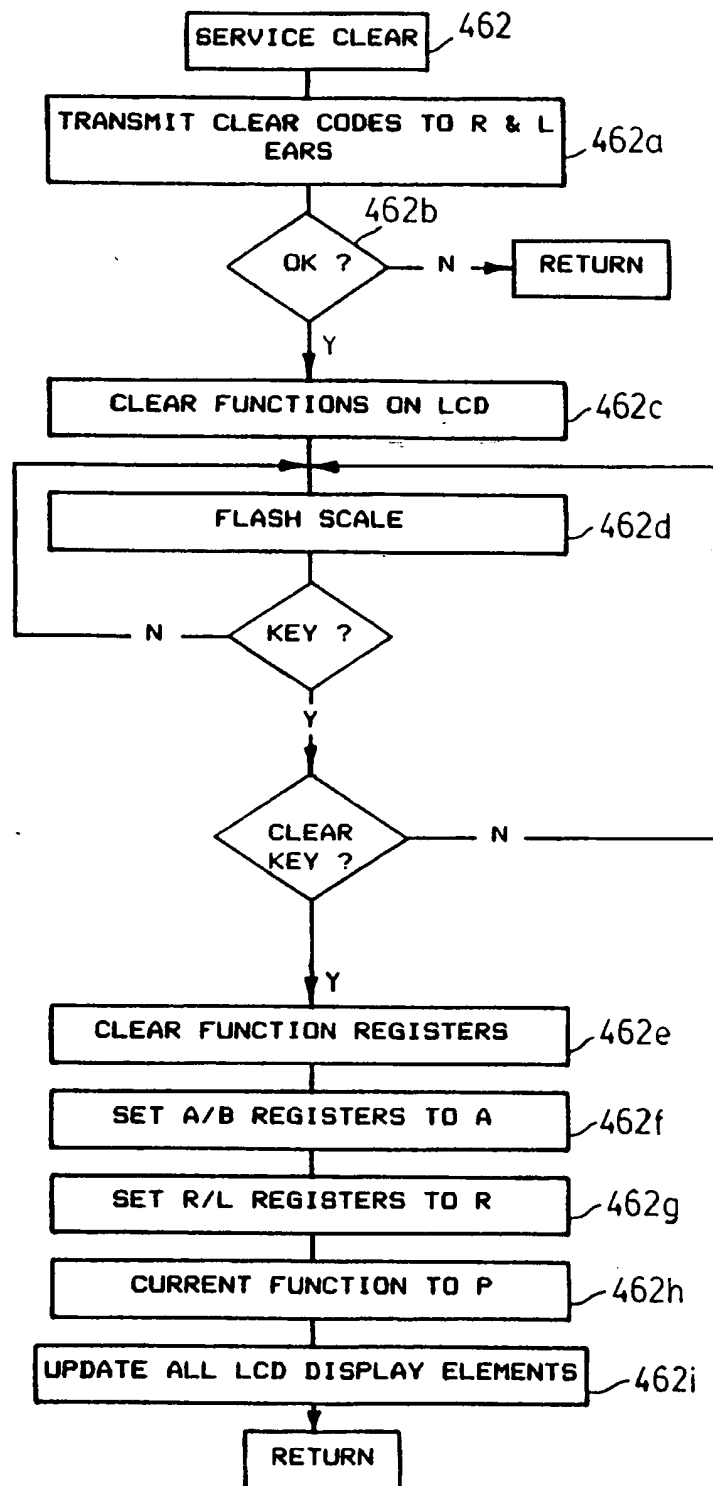 SERVICE CLEAR
462
TRANSMIT CLEAR CODES TO R & L
EARS
462a
462b
OK ?
N
RETURN
Y
CLEAR FUNCTIONS ON LCD
462c
FLASH SCALE
462d
N
KEY ?
Y
CLEAR
KEY ?
N
Y
CLEAR FUNCTION REGISTERS
462e
SET A/B REGISTERS TO A
462f
SET R/L REGISTERS TO R
462g
CURRENT FUNCTION TO P
462h
UPDATE ALL LCD DISPLAY ELEMENTS
462i
RETURN